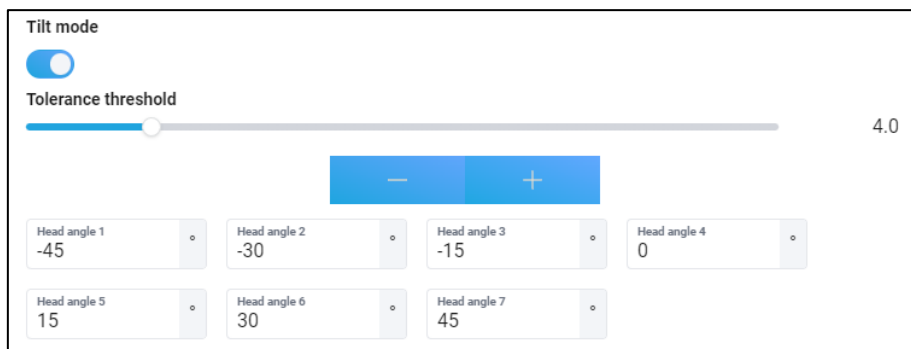 Tilt mode
Tolerance threshold
4.0
− +
Head angle 1 Head angle 2 Head angle 3 Head angle 4
-45 ° -30 ° -15 ° 0 °
Head angle 5 Head angle 6 Head angle 7
15 ° 30 ° 45 °